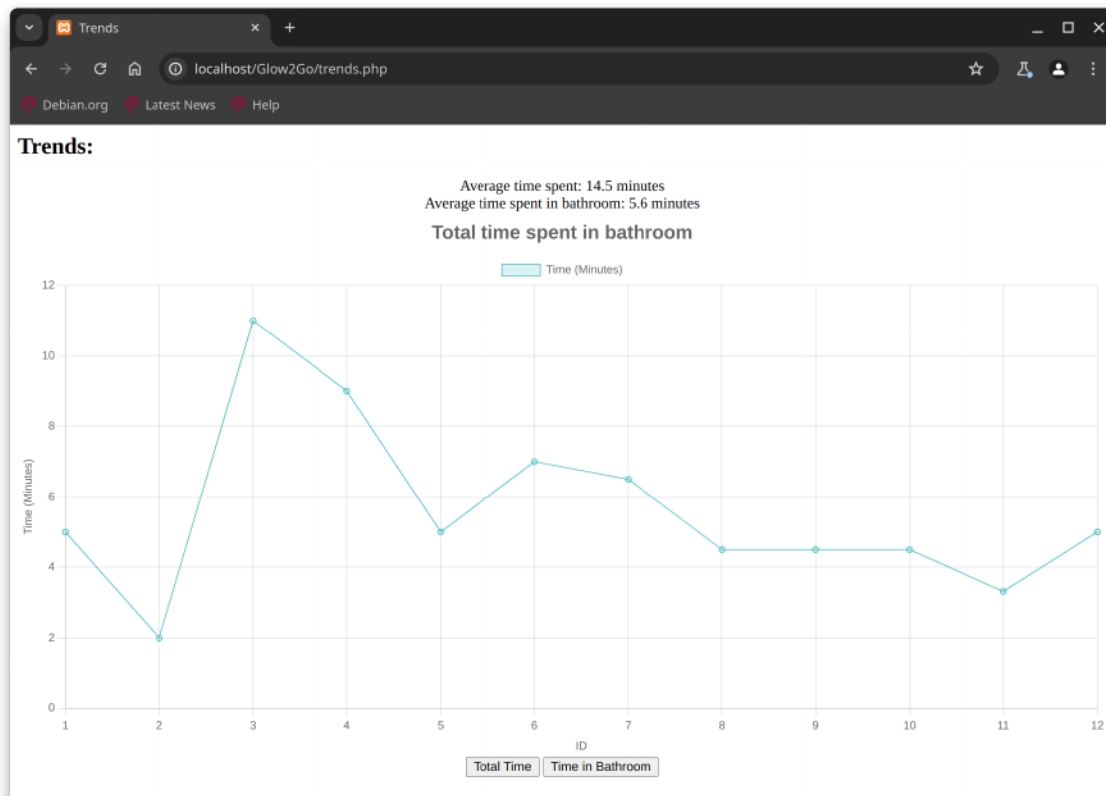 Trends
localhost/Glow2Go/trends.php
Debian.org Latest News Help
Trends:
Average time spent: 14.5 minutes
Average time spent in bathroom: 5.6 minutes
Total time spent in bathroom
Time (Minutes)
12
10
8
6
4
2
0
Time (Minutes)
1 2 3 4 5 6 7 8 9 10 11 12
ID
Total Time Time in Bathroom